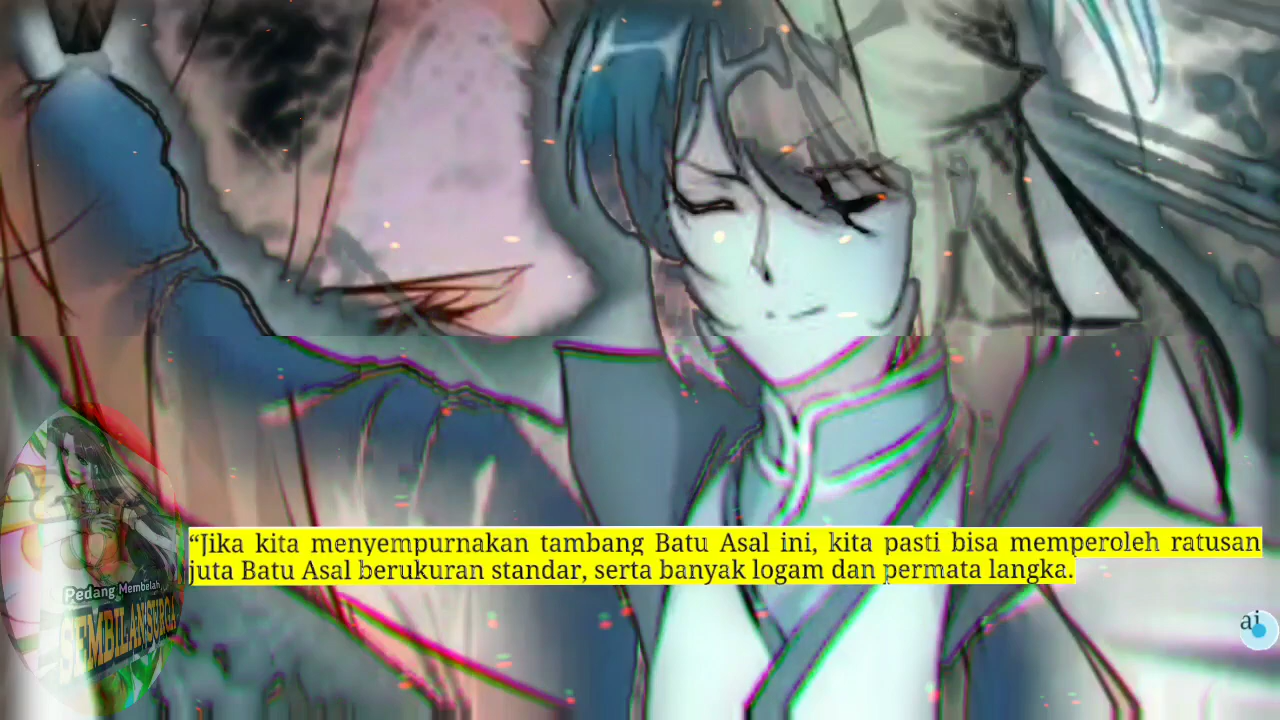 “Jika kita menyempurnakan tambang Batu Asal ini, kita pasti bisa memperoleh ratusan
juta Batu Asal berukuran standar, serta banyak logam dan permata langka.
Pedang Membelah
SEMBILAN SURGA
ai